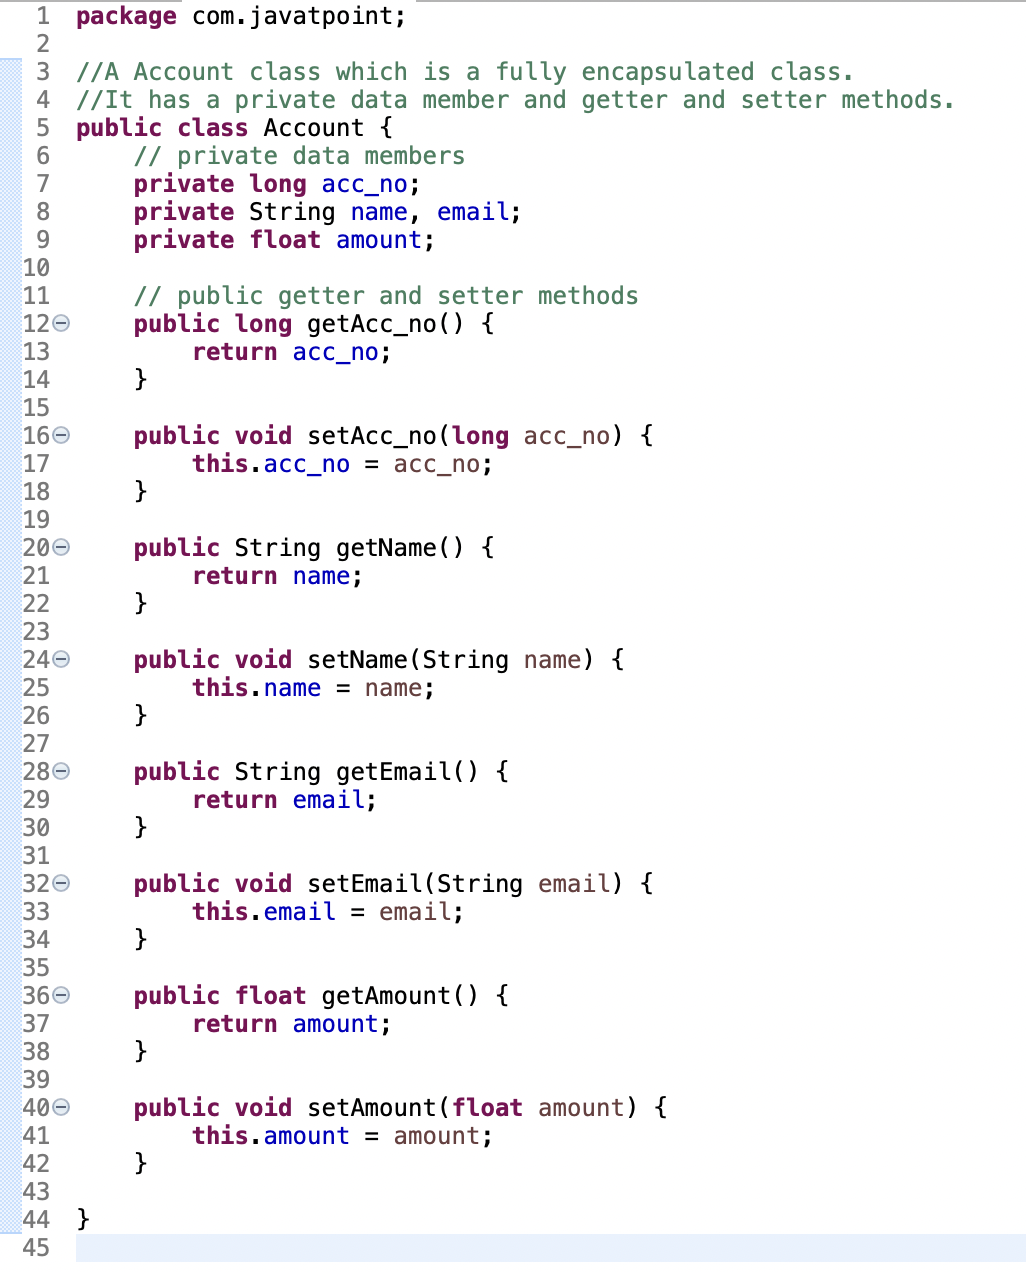 1 package com.javatpoint;
2
3 //A Account class which is a fully encapsulated class.
4 //It has a private data member and getter and setter methods.
5 public class Account {
6     // private data members
7     private long acc_no;
8     private String name, email;
9     private float amount;
10
11     // public getter and setter methods
12     public long getAcc_no() {
13         return acc_no;
14     }
15
16     public void setAcc_no(long acc_no) {
17         this.acc_no = acc_no;
18     }
19
20     public String getName() {
21         return name;
22     }
23
24     public void setName(String name) {
25         this.name = name;
26     }
27
28     public String getEmail() {
29         return email;
30     }
31
32     public void setEmail(String email) {
33         this.email = email;
34     }
35
36     public float getAmount() {
37         return amount;
38     }
39
40     public void setAmount(float amount) {
41         this.amount = amount;
42     }
43
44 }
45